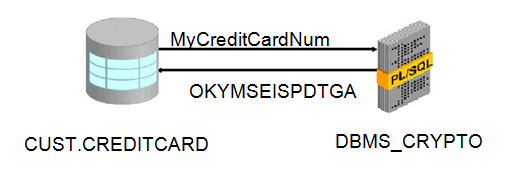 MyCreditCardNum
OKYMSEISPDTGA
PL/SQL
CUST.CREDITCARD
DBMS_CRYPTO